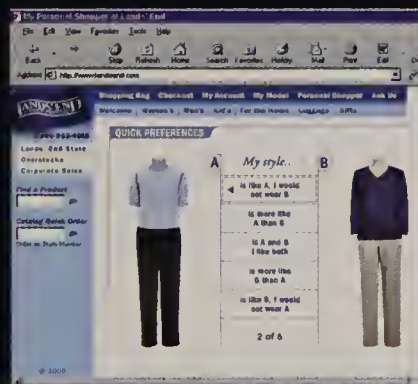 My Personal Shopper at Lands' End
File Edit View Favorites Tools Help
Back Stop Refresh Home Search Favorites History Mail Print Edit
Address http://www.landsend.com
Shopping Bag Checkout My Account My Model Personal Shopper Ask Us
LANDS' END
Welcome Women's Men's Kid's For the Home Luggage Gifts
Lands' End Store
Overstocks
Corporate Sales
Find a Product
Catalog Quick Order
QUICK PREFERENCES
A
My style..
B
is like A, I would
not wear B
is more like
A than B
is A and B
I like both
is more like
B than A
is like B, I would
not wear A
2 of 6
© 2000